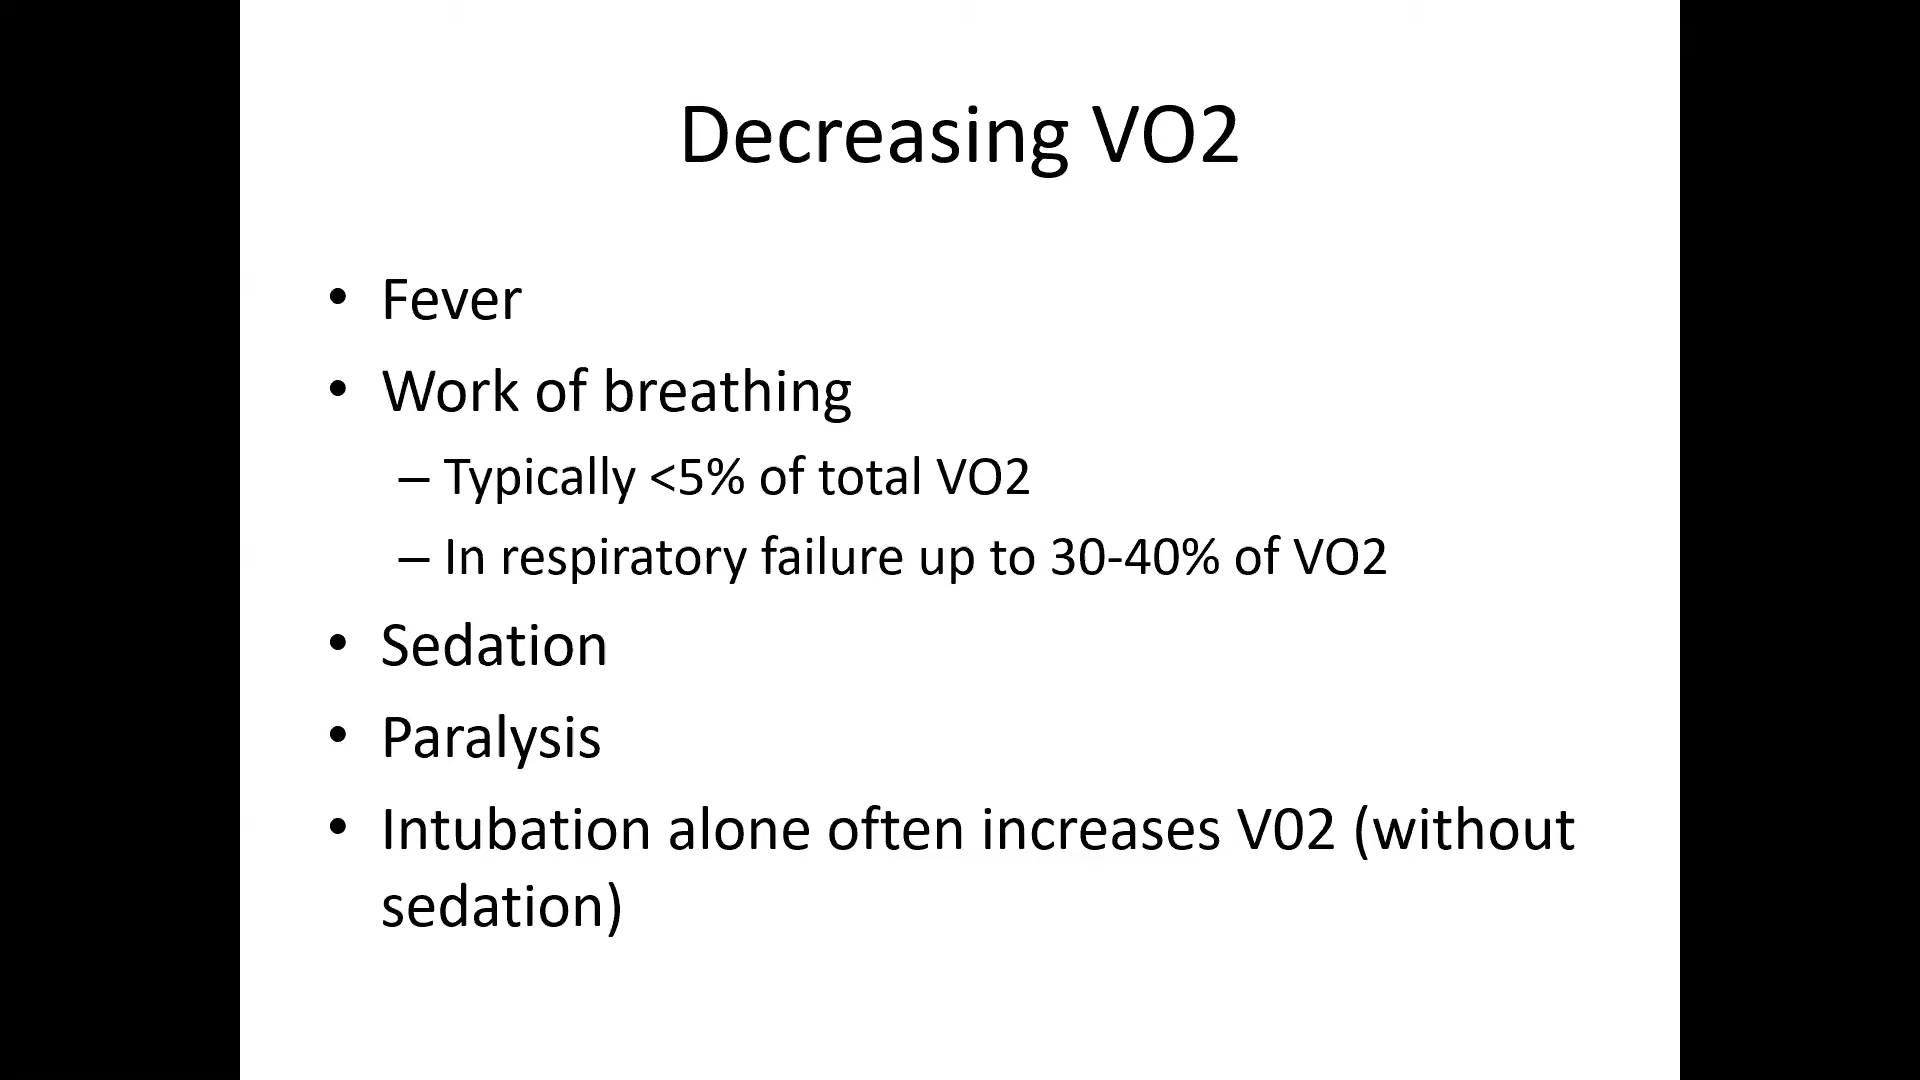 Decreasing VO2
• Fever
• Work of breathing
– Typically <5% of total VO2
– In respiratory failure up to 30-40% of VO2
• Sedation
• Paralysis
• Intubation alone often increases V02 (without
sedation)